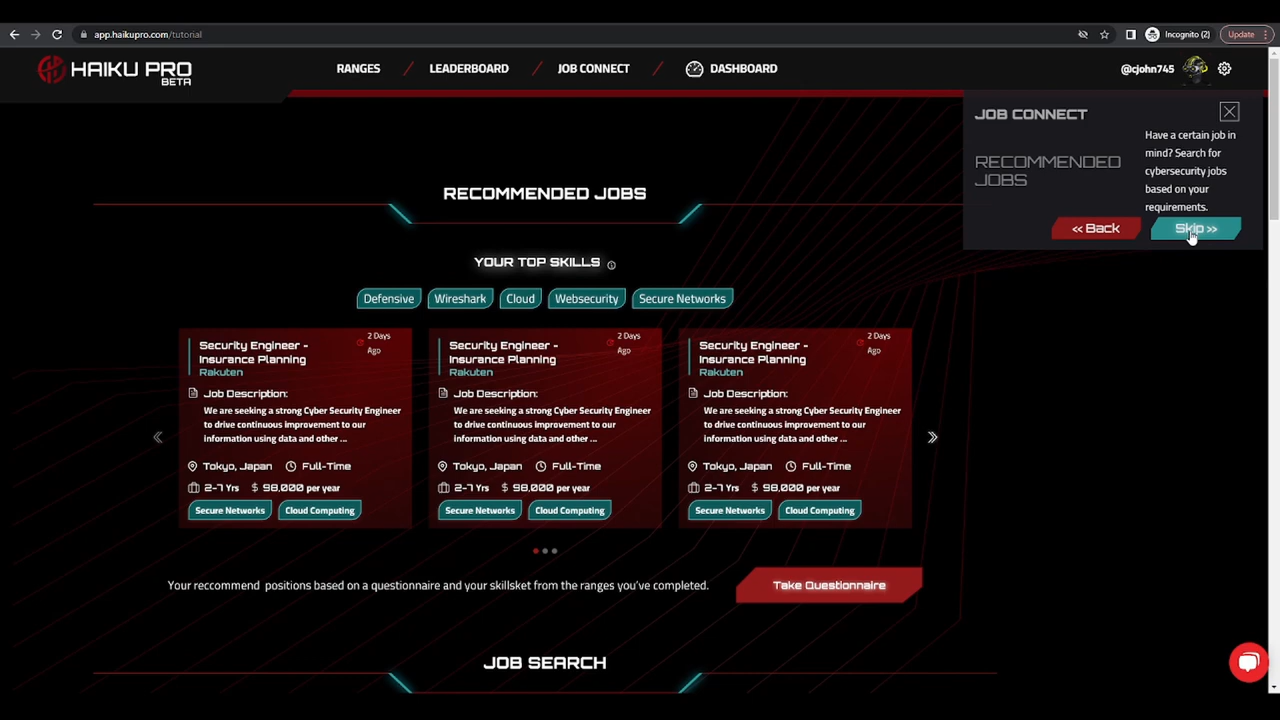 app.haikupro.com/tutorial
Incognito (2)
Update
HAIKU PRO
BETA
RANGES / LEADERBOARD / JOB CONNECT / DASHBOARD
@cjohn745
JOB CONNECT
RECOMMENDED
JOBS
Have a certain job in
mind? Search for
cybersecurity jobs
based on your
requirements.
<< Back
Skip >>
RECOMMENDED JOBS
YOUR TOP SKILLS
Defensive
Wireshark
Cloud
Websecurity
Secure Networks
Security Engineer -
Insurance Planning
Rakuten
2 Days
Ago
Job Description:
We are seeking a strong Cyber Security Engineer
to drive continuous improvement to our
information using data and other ...
Tokyo, Japan
Full-Time
2-7 Yrs
$ 98,000 per year
Secure Networks
Cloud Computing
Security Engineer -
Insurance Planning
Rakuten
2 Days
Ago
Job Description:
We are seeking a strong Cyber Security Engineer
to drive continuous improvement to our
information using data and other ...
Tokyo, Japan
Full-Time
2-7 Yrs
$ 98,000 per year
Secure Networks
Cloud Computing
Security Engineer -
Insurance Planning
Rakuten
2 Days
Ago
Job Description:
We are seeking a strong Cyber Security Engineer
to drive continuous improvement to our
information using data and other ...
Tokyo, Japan
Full-Time
2-7 Yrs
$ 98,000 per year
Secure Networks
Cloud Computing
Your reccommend positions based on a questionnaire and your skillsket from the ranges you've completed.
Take Questionnaire
JOB SEARCH